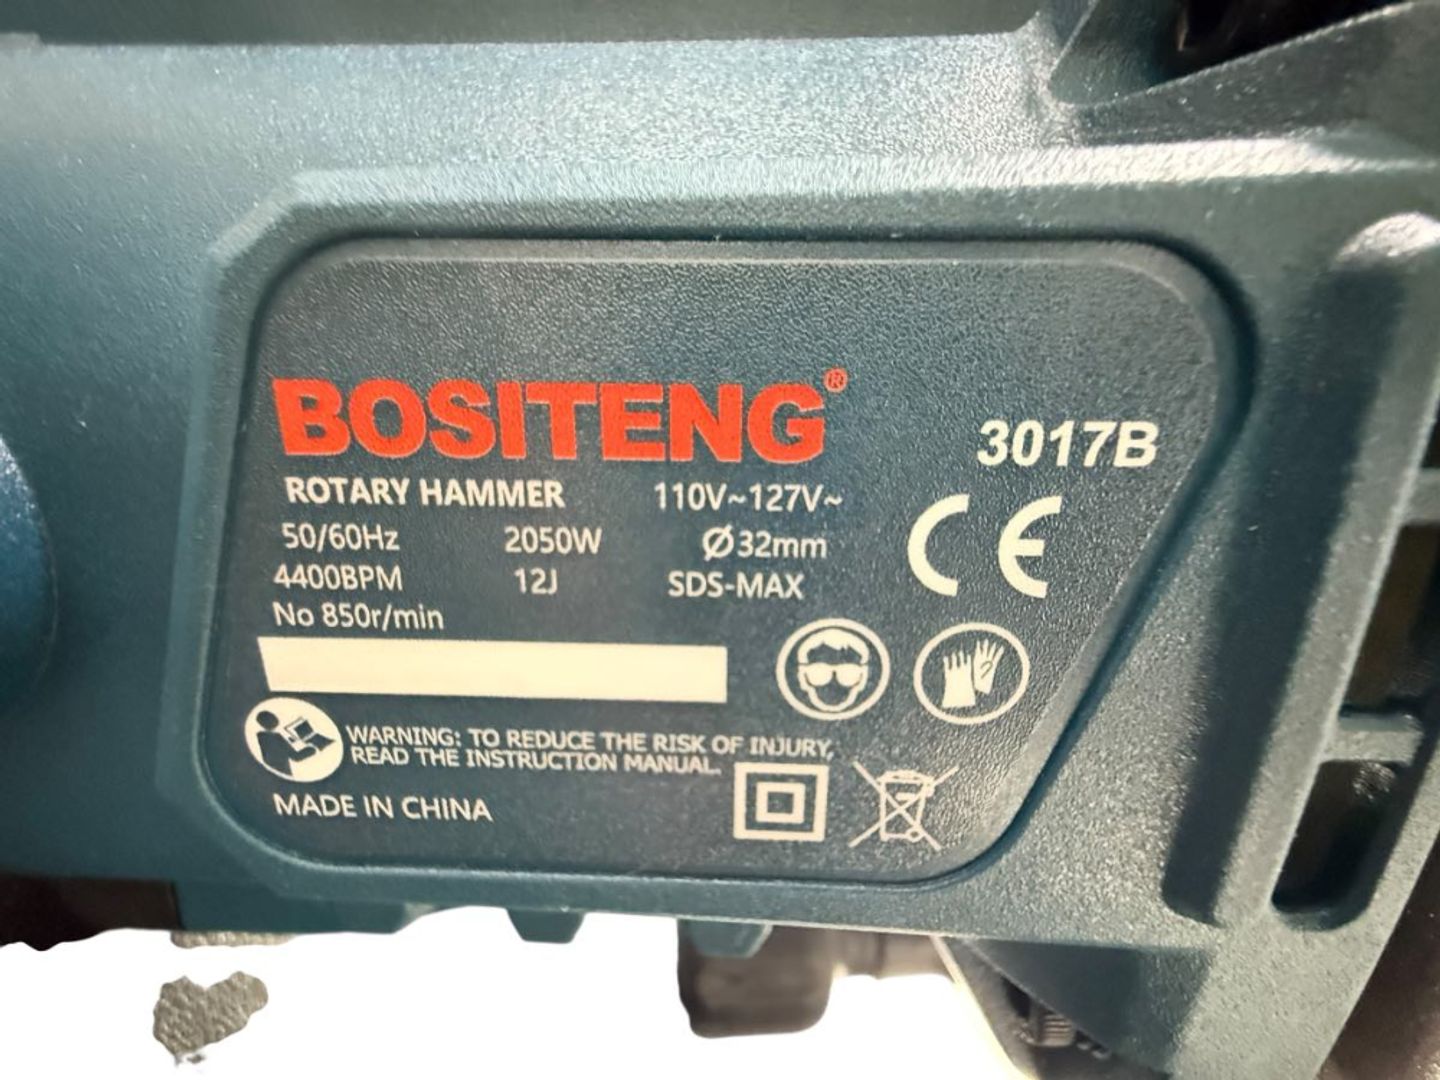 BOSITENG®
3017B
ROTARY HAMMER 110V~127V~
50/60Hz 2050W Ø32mm
4400BPM 12J SDS-MAX
No 850r/min
CE
WARNING: TO REDUCE THE RISK OF INJURY,
READ THE INSTRUCTION MANUAL.
MADE IN CHINA